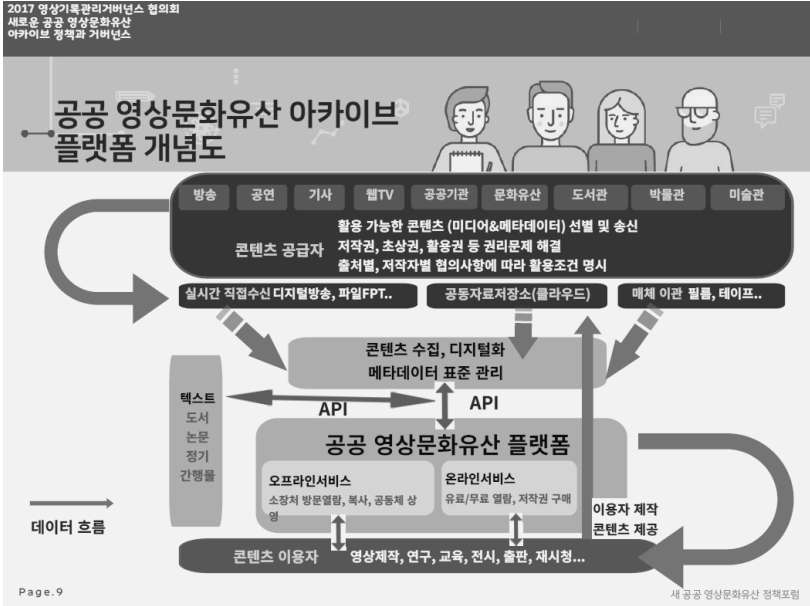 2017 영상기록관리거버넌스 협의회
새로운 공공 영상문화유산
아카이브 정책과 거버넌스
공공 영상문화유산 아카이브
플랫폼 개념도
방송 공연 기사 웹TV 공공기관 문화유산 도서관 박물관 미술관
콘텐츠 공급자
활용 가능한 콘텐츠 (미디어&메타데이터) 선별 및 송신
저작권, 초상권, 활용권 등 권리문제 해결
출처별, 저작자별 협의사항에 따라 활용조건 명시
실시간 직접수신 디지털방송, 파일FPT..
공동자료저장소(클라우드)
매체 이관 필름, 테이프..
콘텐츠 수집, 디지털화
메타데이터 표준 관리
텍스트
도서
논문
정기
간행물
API
API
공공 영상문화유산 플랫폼
오프라인서비스
소장처 방문열람, 복사, 공동체 상
영
온라인서비스
유료/무료 열람, 저작권 구매
이용자 제작
콘텐츠 제공
데이터 흐름
콘텐츠 이용자 영상제작, 연구, 교육, 전시, 출판, 재시청...
Page.9
새 공공 영상문화유산 정책포럼